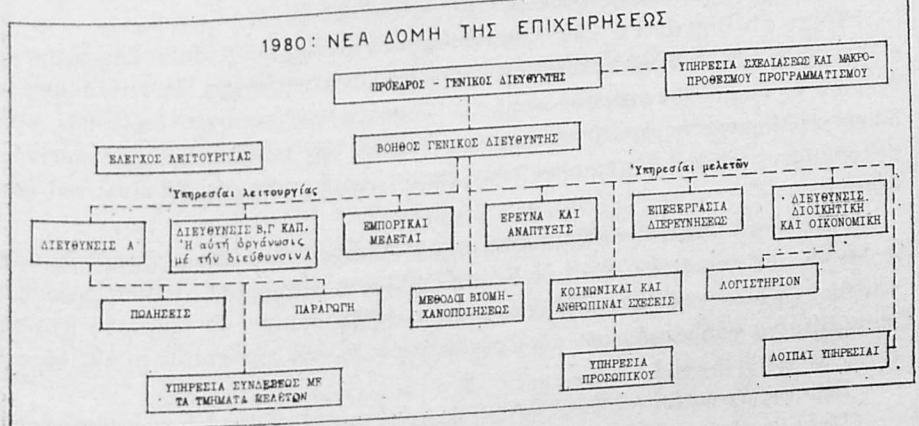 1980: ΝΕΑ ΔΟΜΗ ΤΗΣ ΕΠΙΧΕΙΡΗΣΕΩΣ
ΠΡΟΕΔΡΟΣ - ΓΕΝΙΚΟΣ ΔΙΕΥΘΥΝΤΗΣ
ΥΠΗΡΕΣΙΑ ΣΧΕΔΙΑΣΕΩΣ ΚΑΙ ΜΑΚΡΟ-
ΠΡΟΘΕΣΜΟΥ ΠΡΟΓΡΑΜΜΑΤΙΣΜΟΥ
ΒΟΗΘΟΣ ΓΕΝΙΚΟΣ ΔΙΕΥΘΥΝΤΗΣ
ΕΛΕΓΧΟΣ ΛΕΙΤΟΥΡΓΙΑΣ
Ὑπηρεσίαι λειτουργίας
Ὑπηρεσίαι μελετῶν
ΔΙΕΥΘΥΝΣΙΣ Α
ΔΙΕΥΘΥΝΣΙΣ Β,Γ ΚΛΠ.
Ἡ αὐτή ὀργάνωσις
μέ τήν διεύθυνσιν Α
ΕΜΠΟΡΙΚΑΙ
ΜΕΛΕΤΑΙ
ΕΡΕΥΝΑ ΚΑΙ
ΑΝΑΠΤΥΞΙΣ
ΕΠΕΞΕΡΓΑΣΙΑ
ΔΙΕΡΕΥΝΗΣΕΩΣ
ΔΙΕΥΘΥΝΣΙΣ
ΔΙΟΙΚΗΤΙΚΗ
ΚΑΙ ΟΙΚΟΝΟΜΙΚΗ
ΠΩΛΗΣΕΙΣ
ΠΑΡΑΓΩΓΗ
ΜΕΘΟΔΟΙ ΒΙΟΜΗ-
ΧΑΝΟΠΟΙΗΣΕΩΣ
ΚΟΙΝΩΝΙΚΑΙ ΚΑΙ
ΑΝΘΡΩΠΙΝΑΙ ΣΧΕΣΕΙΣ
ΛΟΓΙΣΤΗΡΙΟΝ
ΥΠΗΡΕΣΙΑ ΣΥΝΔΕΣΕΩΣ ΜΕ
ΤΑ ΤΜΗΜΑΤΑ ΜΕΛΕΤΩΝ
ΥΠΗΡΕΣΙΑ
ΠΡΟΣΩΠΙΚΟΥ
ΛΟΙΠΑΙ ΥΠΗΡΕΣΙΑΙ